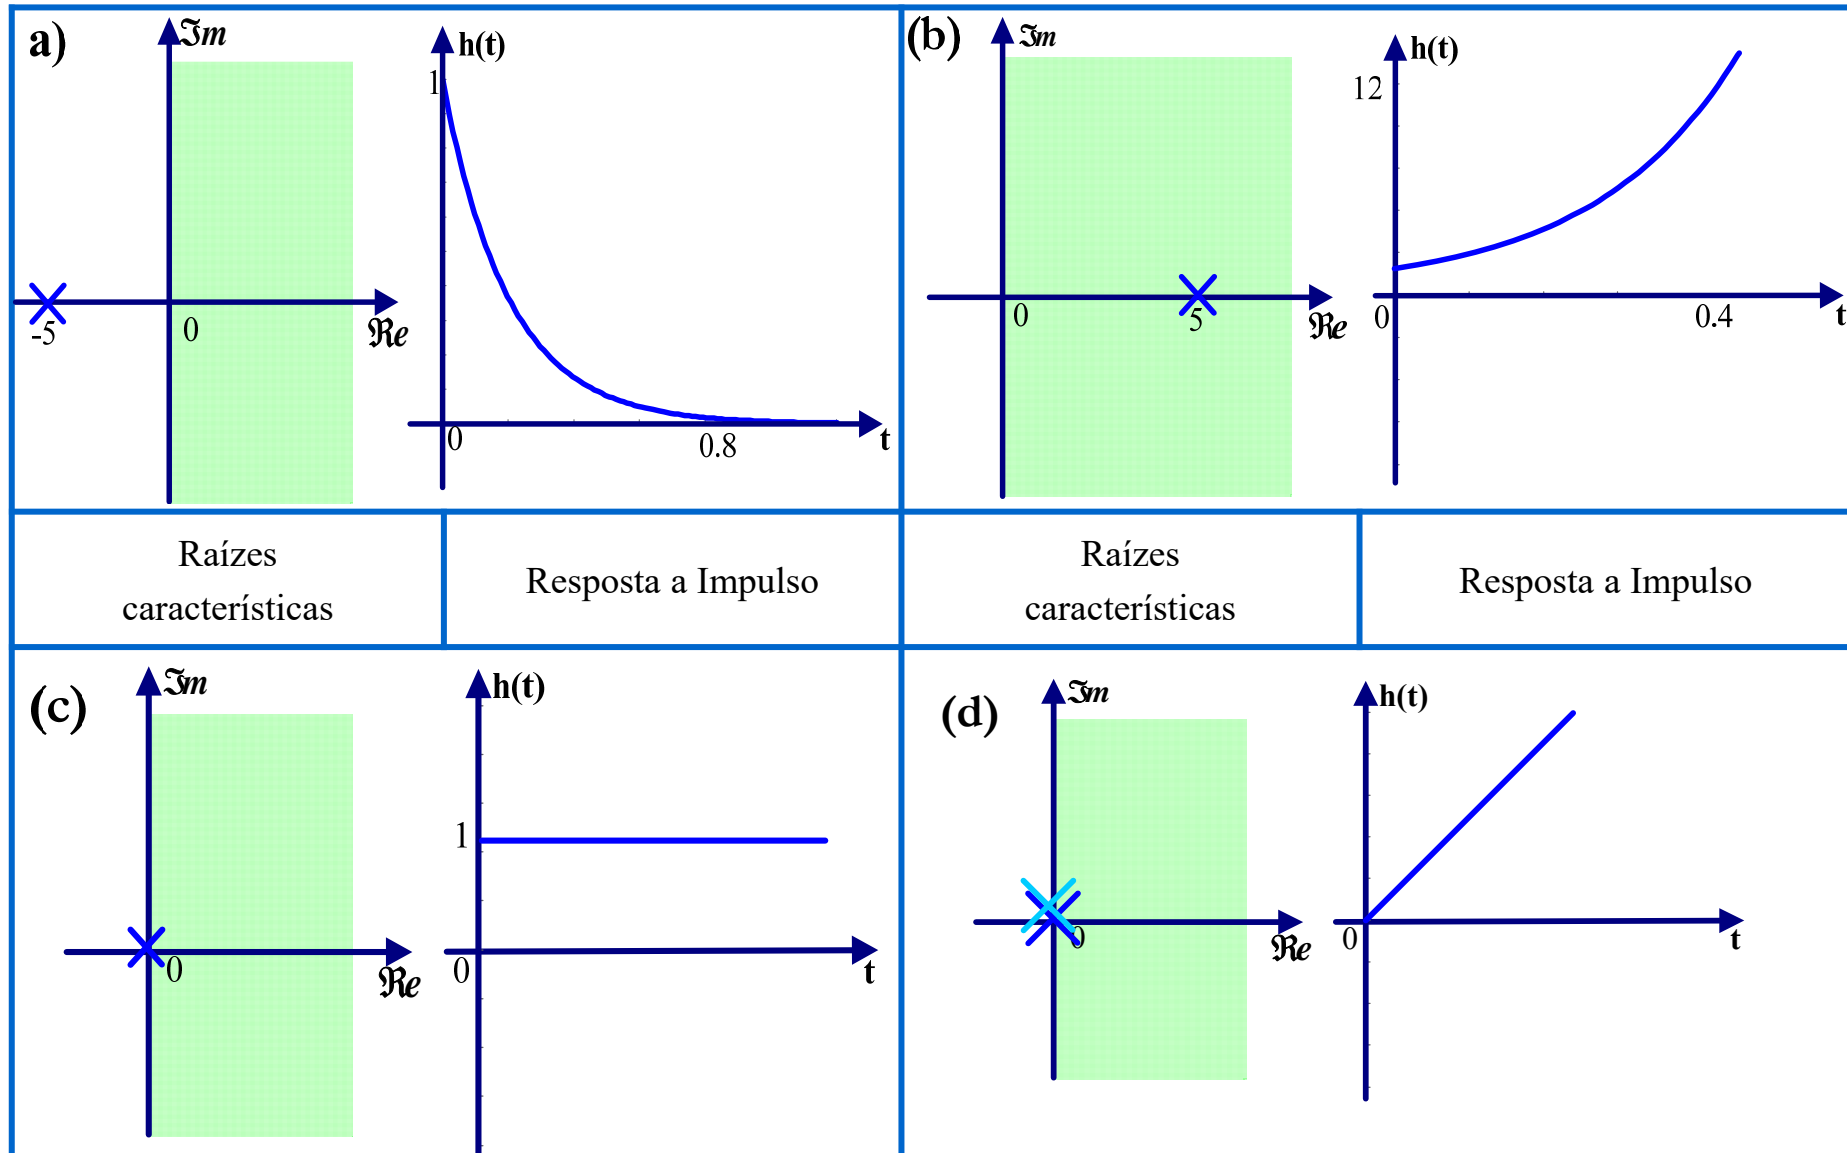 a)
ℑm
h(t)
1
-5
0
ℜe
0
0.8
t
(b)
ℑm
h(t)
12
0
5
ℜe
0
0.4
t
Raízes
características
Resposta a Impulso
Raízes
características
Resposta a Impulso
(c)
ℑm
h(t)
1
0
ℜe
0
t
(d)
ℑm
h(t)
0
ℜe
0
t